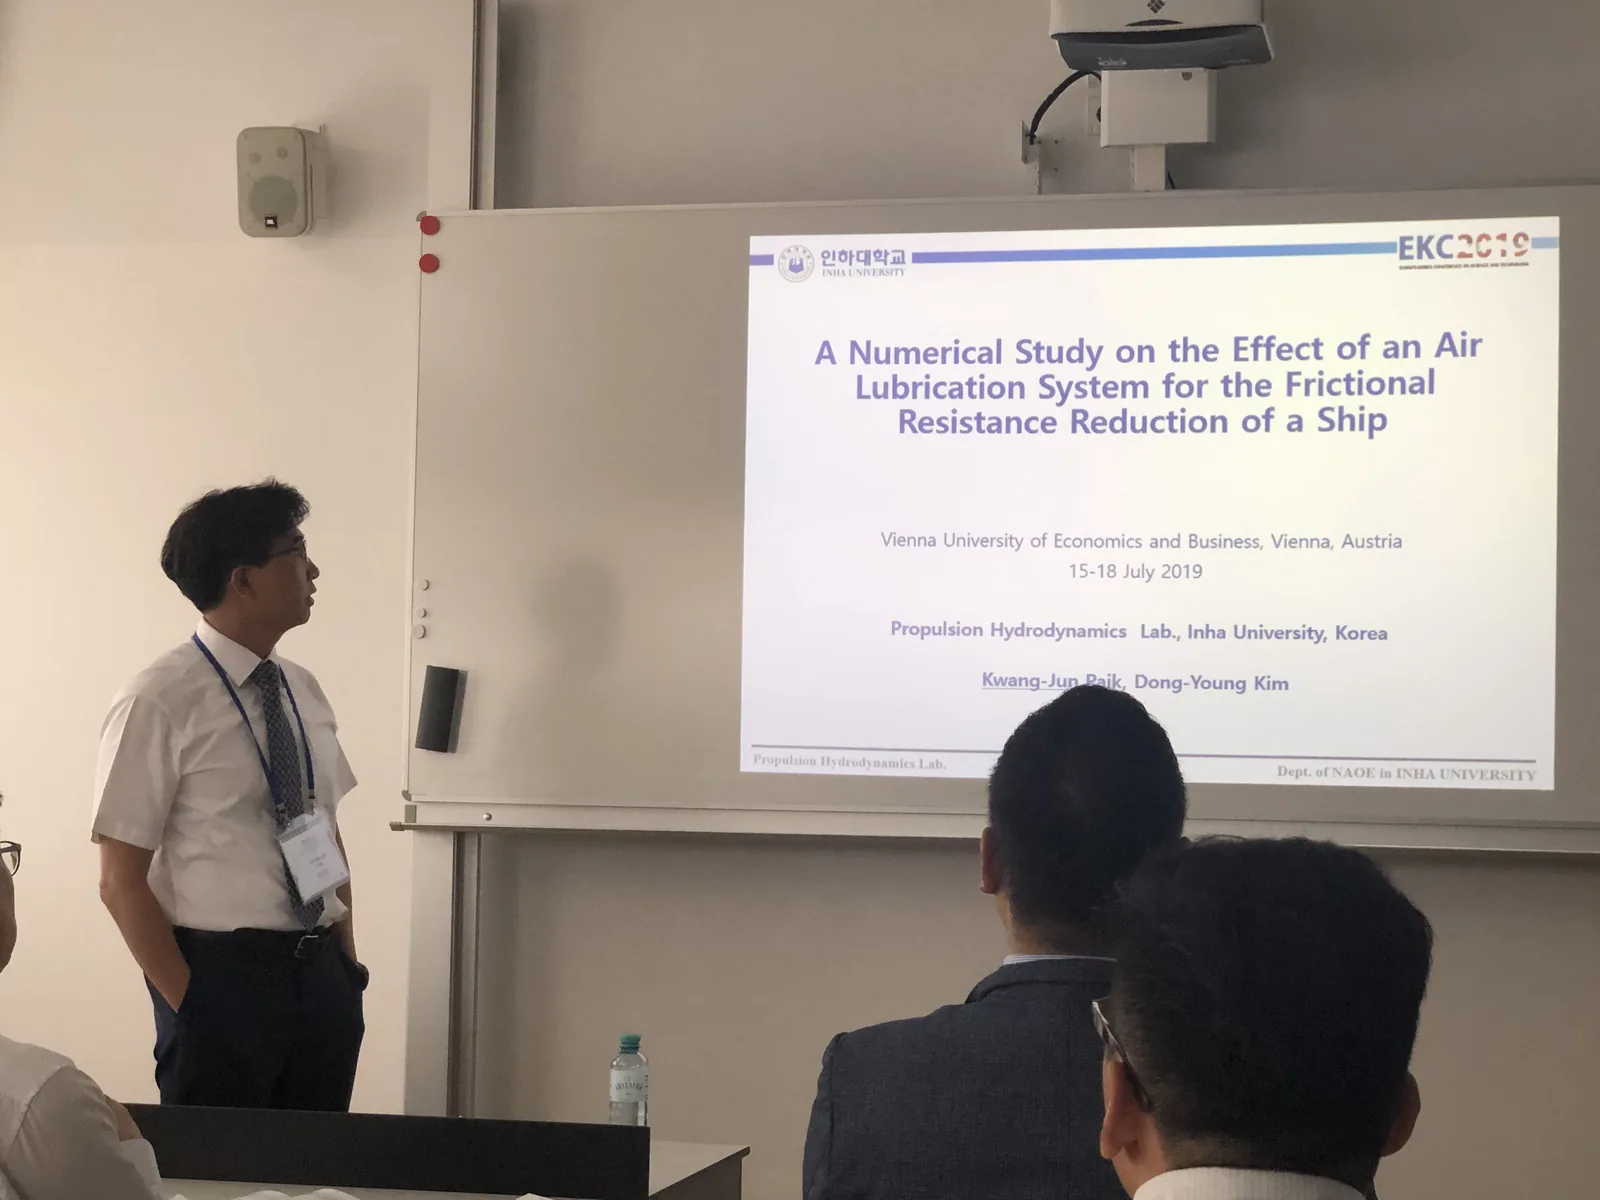 인하대학교
INHA UNIVERSITY
EKC2019
A Numerical Study on the Effect of an Air
Lubrication System for the Frictional
Resistance Reduction of a Ship
Vienna University of Economics and Business, Vienna, Austria
15-18 July 2019
Propulsion Hydrodynamics Lab., Inha University, Korea
Kwang-Jun Paik, Dong-Young Kim
Propulsion Hydrodynamics Lab.
Dept. of NAOE in INHA UNIVERSITY
JBL